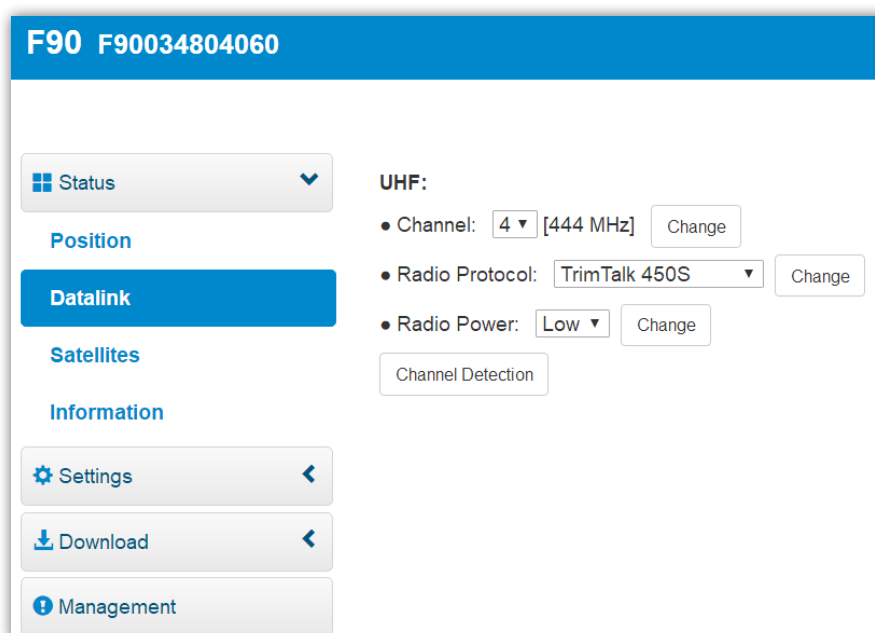 F90 F90034804060
Status
Position
Datalink
Satellites
Information
Settings
Download
Management
UHF:
● Channel: 4 ▼ [444 MHz] Change
● Radio Protocol: TrimTalk 450S ▼ Change
● Radio Power: Low ▼ Change
Channel Detection